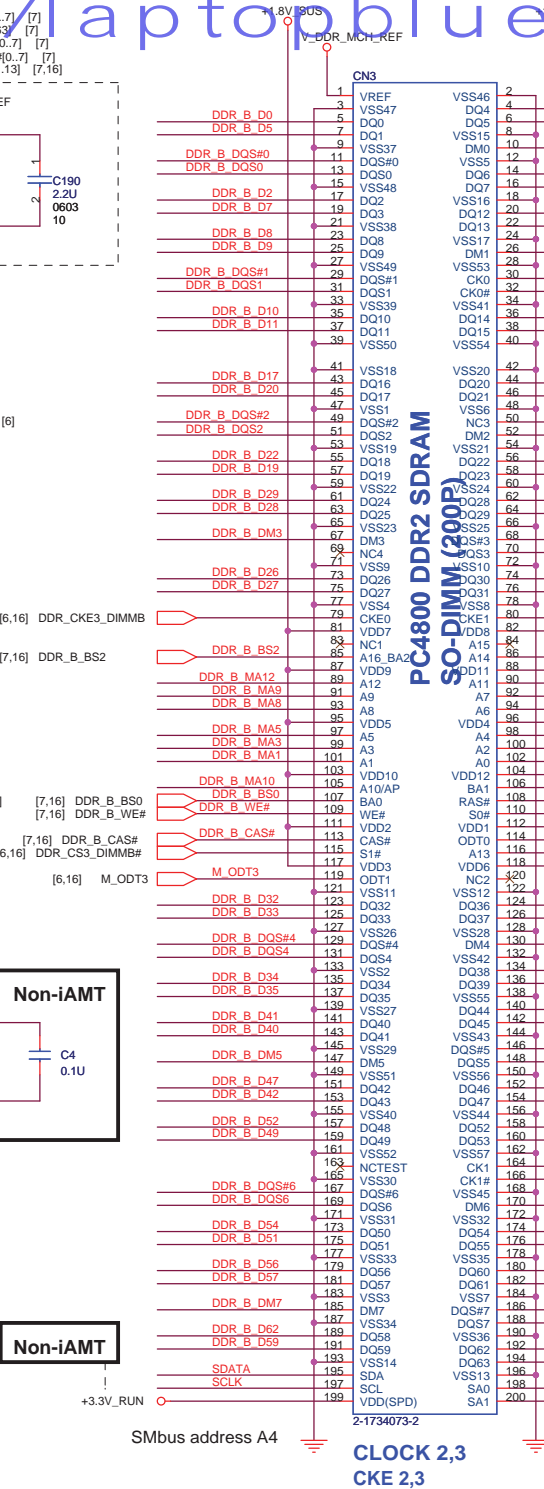 /laptopblue
..7] [7]
63] [7]
0..7] [7]
#[0..7] [7]
..13] [7,16]
+1.8V_SUS
V_DDR_MCH_REF
EF
1
C190
2.2U
0603
10
2
[6]
CN3
1 VREF VSS46 2
3 VSS47 DQ4 4
DDR_B_D0 5 DQ0 DQ5 6
DDR_B_D5 7 DQ1 VSS15 8
9 VSS37 DM0 10
DDR_B_DQS#0 11 DQS#0 VSS5 12
DDR_B_DQS0 13 DQS0 DQ6 14
15 VSS48 DQ7 16
DDR_B_D2 17 DQ2 VSS16 18
DDR_B_D7 19 DQ3 DQ12 20
21 VSS38 DQ13 22
DDR_B_D8 23 DQ8 VSS17 24
DDR_B_D9 25 DQ9 DM1 26
27 VSS49 VSS53 28
DDR_B_DQS#1 29 DQS#1 CK0 30
DDR_B_DQS1 31 DQS1 CK0# 32
33 VSS39 VSS41 34
DDR_B_D10 35 DQ10 DQ14 36
DDR_B_D11 37 DQ11 DQ15 38
39 VSS50 VSS54 40
41 VSS18 VSS20 42
DDR_B_D17 43 DQ16 DQ20 44
DDR_B_D20 45 DQ17 DQ21 46
47 VSS1 VSS6 48
DDR_B_DQS#2 49 DQS#2 NC3 50
DDR_B_DQS2 51 DQS2 DM2 52
53 VSS19 VSS21 54
DDR_B_D22 55 DQ18 DQ22 56
DDR_B_D19 57 DQ19 DQ23 58
59 VSS22 VSS24 60
DDR_B_D29 61 DQ24 DQ28 62
DDR_B_D28 63 DQ25 DQ29 64
65 VSS23 VSS25 66
DDR_B_DM3 67 DM3 DQS#3 68
69 NC4 DQS3 70
71 VSS9 VSS10 72
DDR_B_D26 73 DQ26 DQ30 74
DDR_B_D27 75 DQ27 DQ31 76
77 VSS4 VSS8 78
[6,16] DDR_CKE3_DIMMB 79 CKE0 CKE1 80
81 VDD7 VDD8 82
83 NC1 A15 84
[7,16] DDR_B_BS2 DDR_B_BS2 85 A16_BA2 A14 86
87 VDD9 VDD11 88
DDR_B_MA12 89 A12 A11 90
DDR_B_MA9 91 A9 A7 92
DDR_B_MA8 93 A8 A6 94
95 VDD5 VDD4 96
DDR_B_MA5 97 A5 A4 98
DDR_B_MA3 99 A3 A2 100
DDR_B_MA1 101 A1 A0 102
103 VDD10 VDD12 104
DDR_B_MA10 105 A10/AP BA1 106
] [7,16] DDR_B_BS0 DDR_B_BS0 107 BA0 RAS# 108
[7,16] DDR_B_WE# DDR_B_WE# 109 WE# S0# 110
111 VDD2 VDD1 112
[7,16] DDR_B_CAS# DDR_B_CAS# 113 CAS# ODT0 114
6,16] DDR_CS3_DIMMB# 115 S1# A13 116
117 VDD3 VDD6 118
[6,16] M_ODT3 M_ODT3 119 ODT1 NC2 120
121 VSS11 VSS12 122
DDR_B_D32 123 DQ32 DQ36 124
DDR_B_D33 125 DQ33 DQ37 126
127 VSS26 VSS28 128
DDR_B_DQS#4 129 DQS#4 DM4 130
DDR_B_DQS4 131 DQS4 VSS42 132
133 VSS2 DQ38 134
DDR_B_D34 135 DQ34 DQ39 136
DDR_B_D35 137 DQ35 VSS55 138
139 VSS27 DQ44 140
DDR_B_D41 141 DQ40 DQ45 142
DDR_B_D40 143 DQ41 VSS43 144
145 VSS29 DQS#5 146
DDR_B_DM5 147 DM5 DQS5 148
149 VSS51 VSS56 150
DDR_B_D47 151 DQ42 DQ46 152
DDR_B_D42 153 DQ43 DQ47 154
155 VSS40 VSS44 156
DDR_B_D52 157 DQ48 DQ52 158
DDR_B_D49 159 DQ49 DQ53 160
161 VSS52 VSS57 162
163 NCTEST CK1 164
165 VSS30 CK1# 166
DDR_B_DQS#6 167 DQS#6 VSS45 168
DDR_B_DQS6 169 DQS6 DM6 170
171 VSS31 VSS32 172
DDR_B_D54 173 DQ50 DQ54 174
DDR_B_D51 175 DQ51 DQ55 176
177 VSS33 VSS35 178
DDR_B_D56 179 DQ56 DQ60 180
DDR_B_D57 181 DQ57 DQ61 182
183 VSS3 VSS7 184
DDR_B_DM7 185 DM7 DQS#7 186
187 VSS34 DQS7 188
DDR_B_D62 189 DQ58 VSS36 190
DDR_B_D59 191 DQ59 DQ62 192
193 VSS14 DQ63 194
SDATA 195 SDA VSS13 196
SCLK 197 SCL SA0 198
+3.3V_RUN 199 VDD(SPD) SA1 200
PC4800 DDR2 SDRAM
SO-DIMM (200P)
Non-iAMT
C4
0.1U
Non-iAMT
2-1734073-2
SMbus address A4
CLOCK 2,3
CKE 2,3